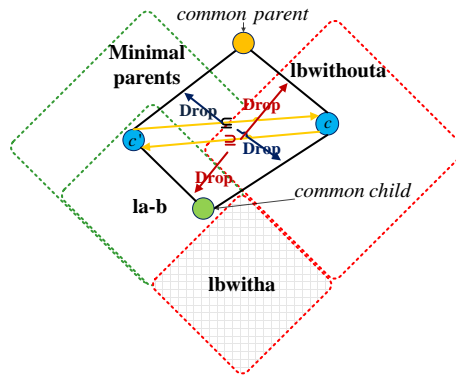 common parent
Minimal
parents
lbwithouta
Drop
Drop
⊆
c
c'
⊇
Drop
Drop
common child
la-b
lbwitha